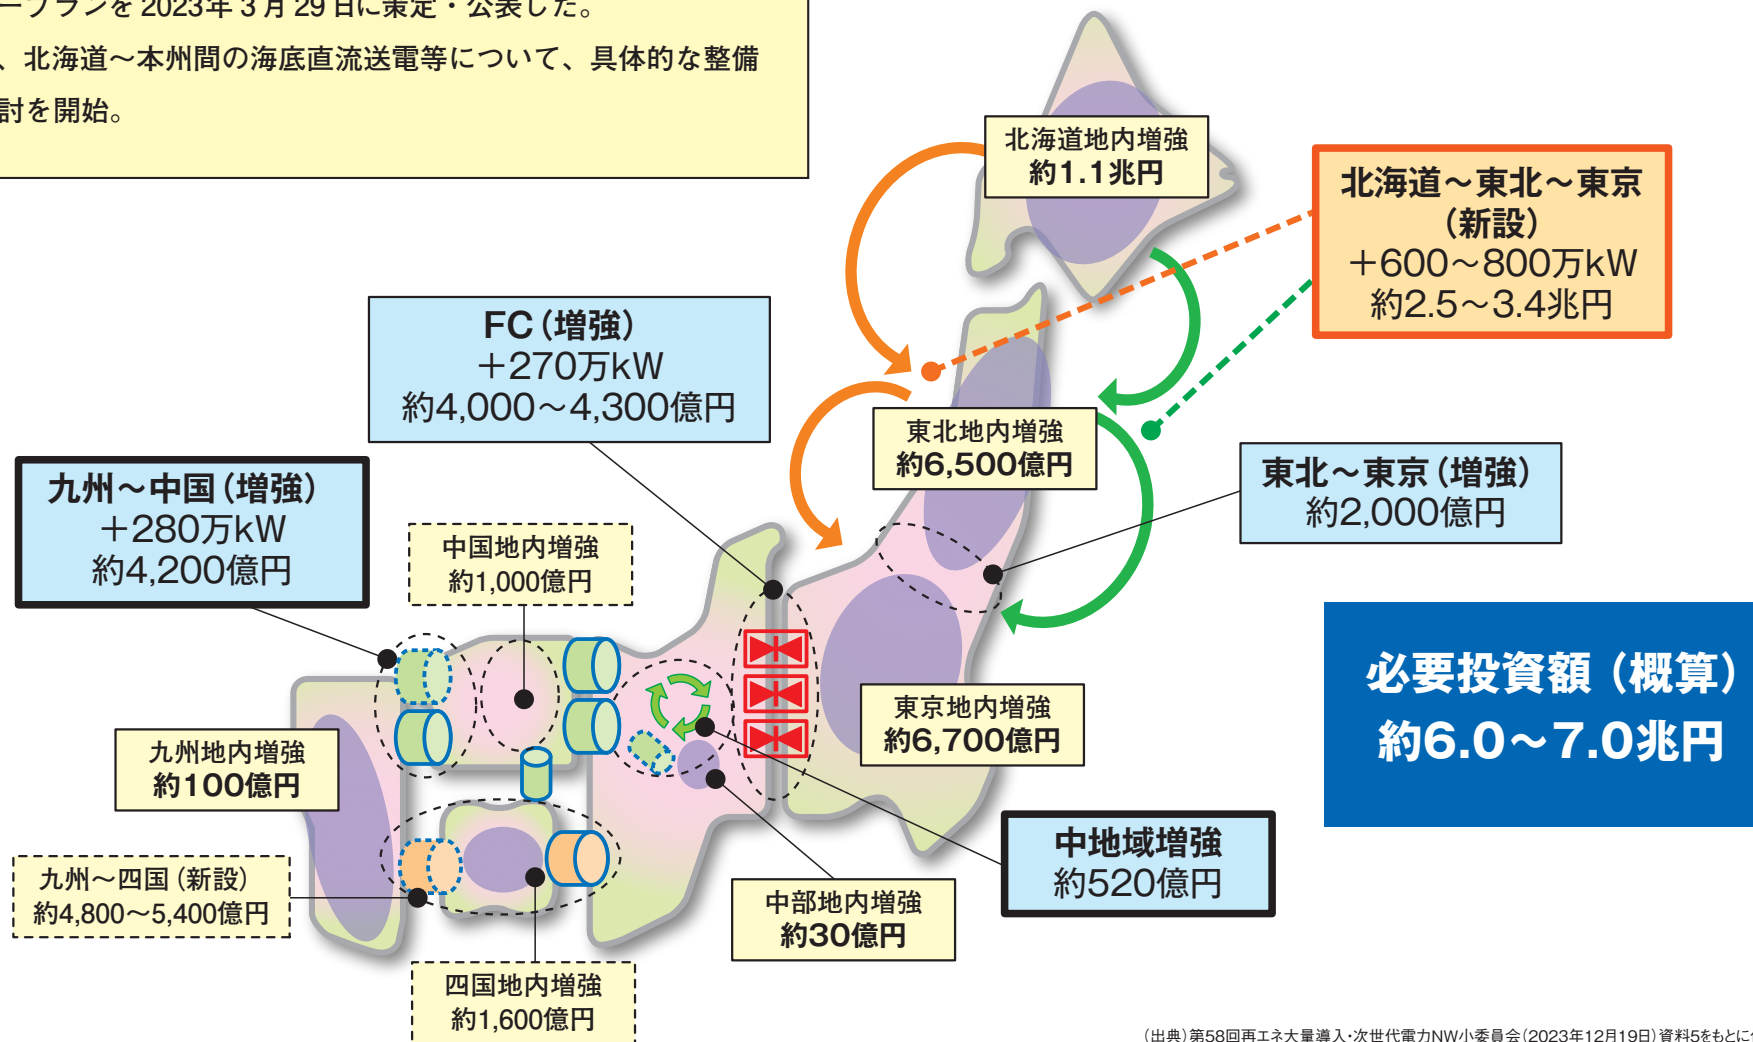 ープランを2023年3月29日に策定・公表した。
、北海道～本州間の海底直流送電等について、具体的な整備
討を開始。
北海道地内増強
約1.1兆円
北海道～東北～東京
（新設）
＋600～800万kW
約2.5～3.4兆円
FC（増強）
＋270万kW
約4,000～4,300億円
東北地内増強
約6,500億円
東北～東京（増強）
約2,000億円
九州～中国（増強）
＋280万kW
約4,200億円
中国地内増強
約1,000億円
必要投資額（概算）
約6.0～7.0兆円
東京地内増強
約6,700億円
九州地内増強
約100億円
中地域増強
約520億円
九州～四国（新設）
約4,800～5,400億円
中部地内増強
約30億円
四国地内増強
約1,600億円
（出典）第58回再エネ大量導入・次世代電力NW小委員会（2023年12月19日）資料5をもとに